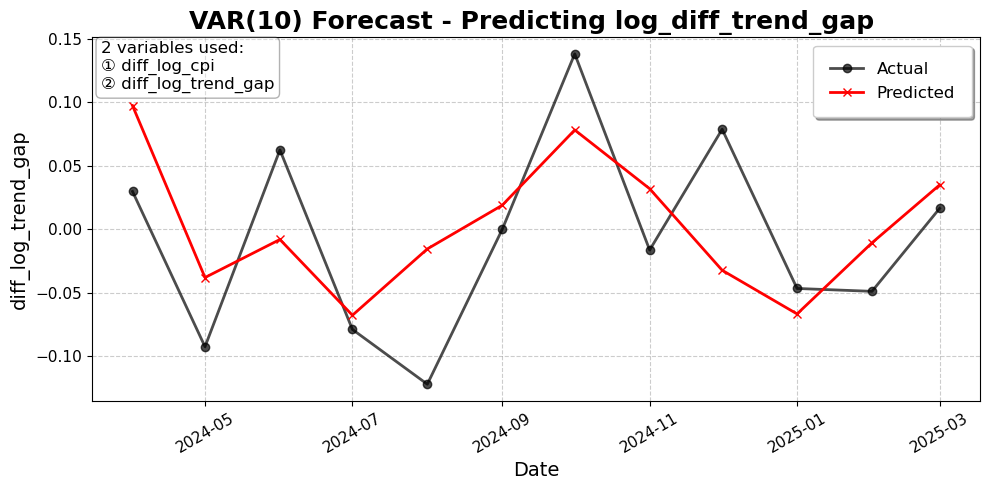 VAR(10) Forecast - Predicting log_diff_trend_gap
2 variables used:
① diff_log_cpi
② diff_log_trend_gap
Actual
Predicted
diff_log_trend_gap
0.15
0.10
0.05
0.00
−0.05
−0.10
2024-05
2024-07
2024-09
2024-11
2025-01
2025-03
Date